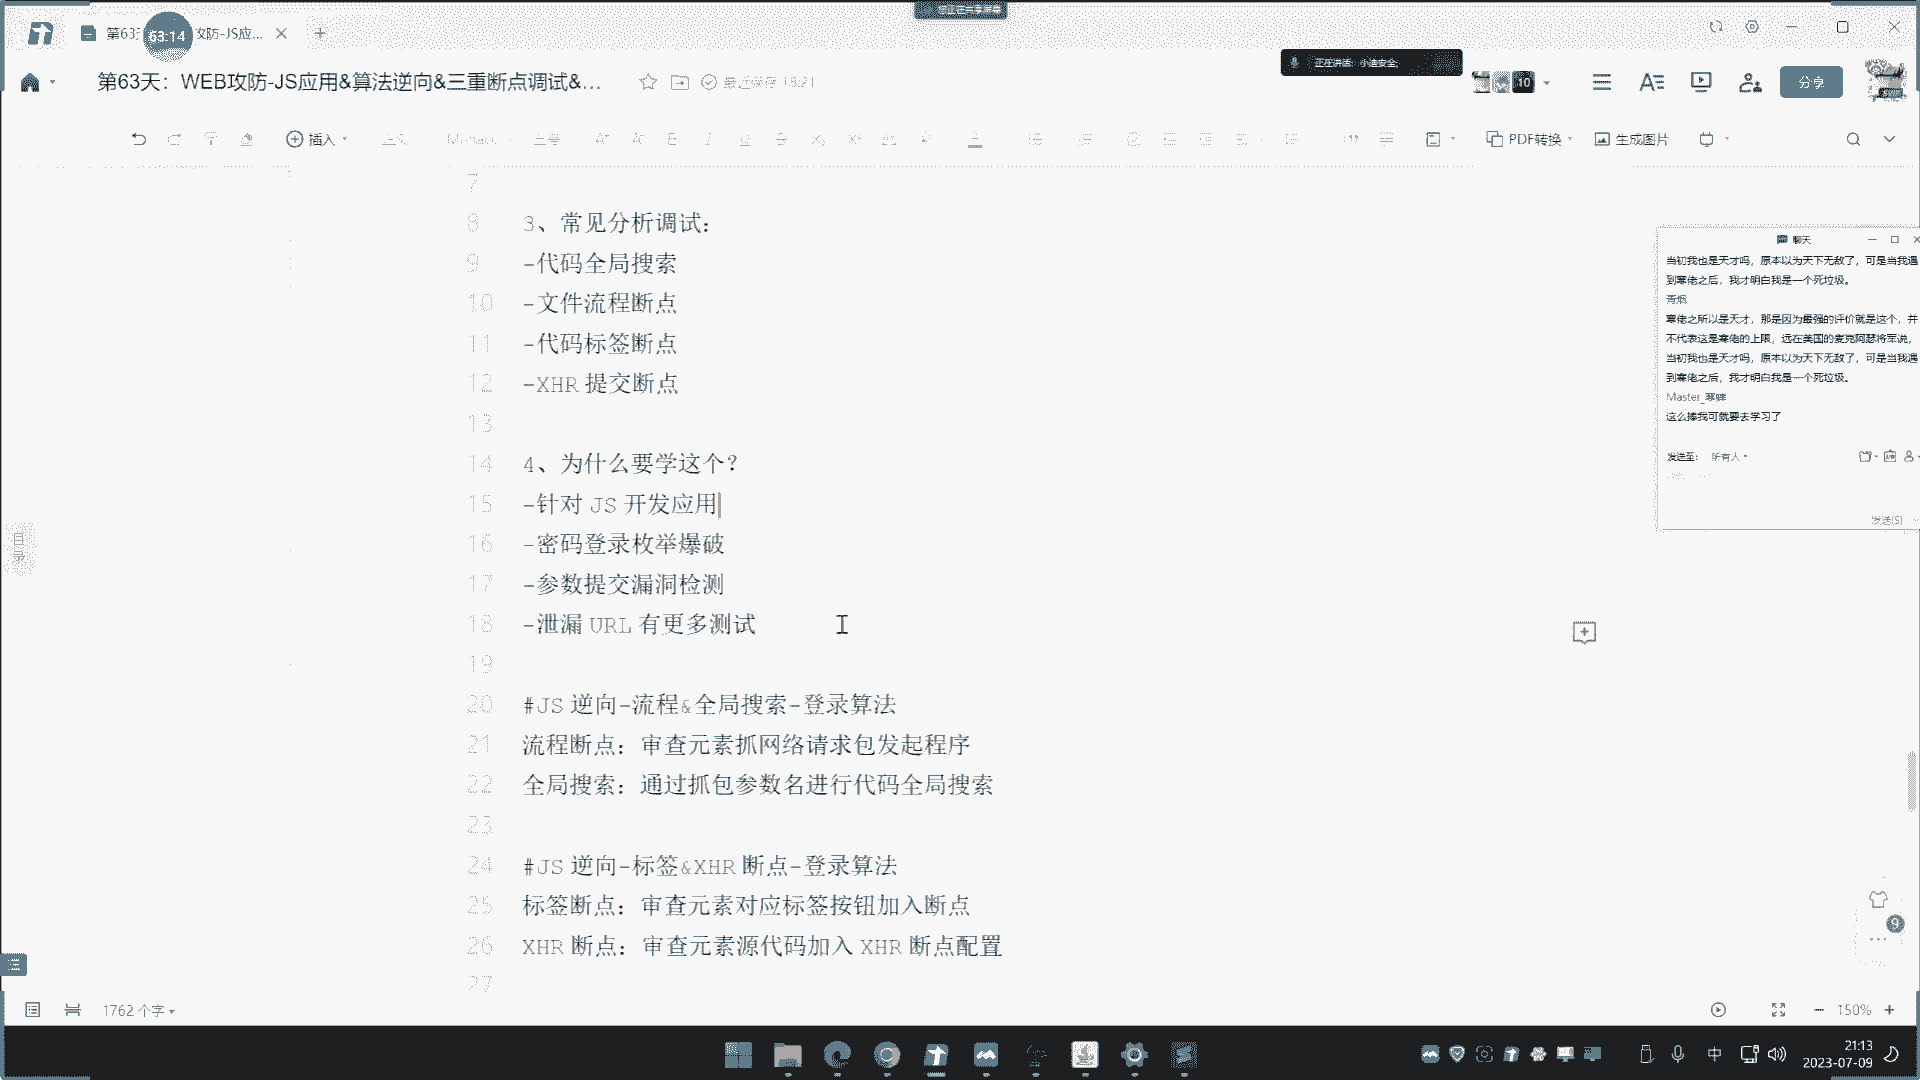 第63
63:14
攻防-JS应...
第63天：WEB攻防-JS应用&算法逆向&三重断点调试&...
最近保存 18:21
正在讲话：小迪安全;
10
分享
插入
正文
三号
PDF转换
生成图片
7
8 3、常见分析调试：
9 -代码全局搜索
10 -文件流程断点
11 -代码标签断点
12 -XHR 提交断点
13
14 4、为什么要学这个？
15 -针对 JS 开发应用
16 -密码登录枚举爆破
17 -参数提交漏洞检测
18 -泄漏 URL 有更多测试
19
20 #JS 逆向-流程&全局搜索-登录算法
21 流程断点：审查元素抓网络请求包发起程序
22 全局搜索：通过抓包参数名进行代码全局搜索
23
24 #JS 逆向-标签&XHR 断点-登录算法
25 标签断点：审查元素对应标签按钮加入断点
26 XHR 断点：审查元素源代码加入 XHR 断点配置
27
目录
聊天
当初我也是天才吗，原本以为天下无敌了，可是当我遇
到寒佬之后，我才明白我是一个死垃圾。
寒佬之所以是天才，那是因为最强的评价就是这个，并
不代表这是寒佬的上限，远在美国的麦克阿瑟将军说，
当初我也是天才吗，原本以为天下无敌了，可是当我遇
到寒佬之后，我才明白我是一个死垃圾。
这么捧我可就要去学习了
发送至： 所有人
发送(S)
9
1762 个字
150%
中
21:13
2023-07-09